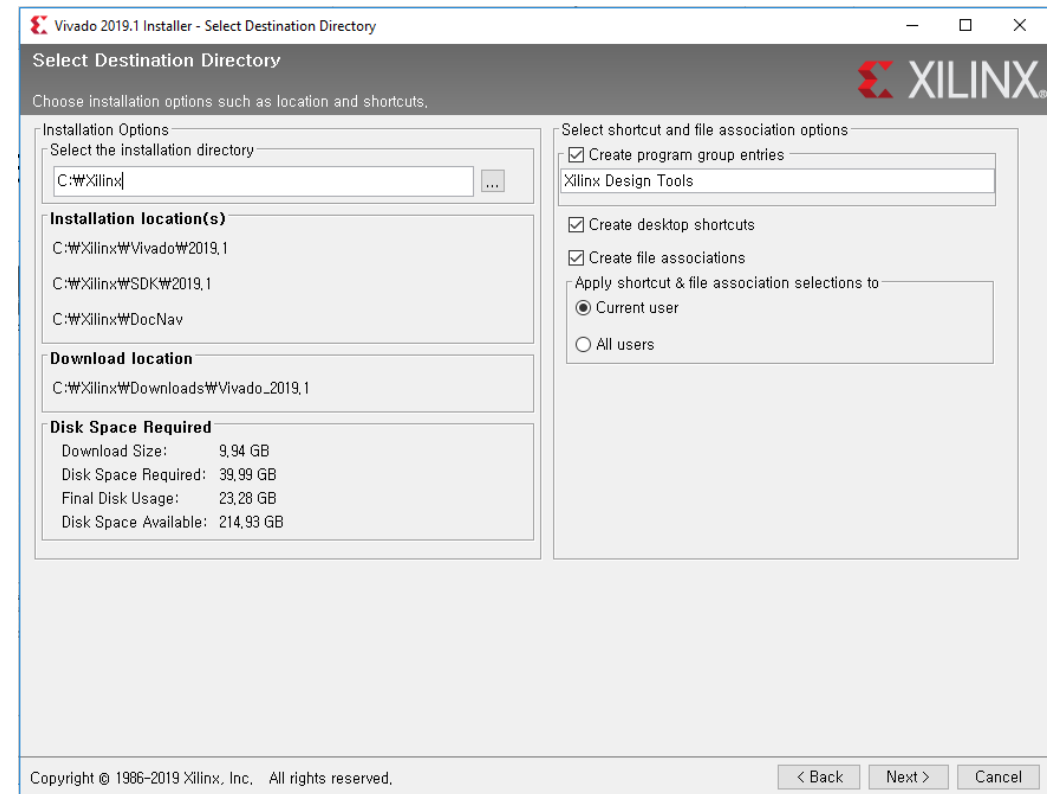 Vivado 2019.1 Installer - Select Destination Directory
Select Destination Directory
Choose installation options such as location and shortcuts.
XILINX®
Installation Options
Select the installation directory
C:₩Xilinx
...
Installation location(s)
C:₩Xilinx₩Vivado₩2019.1
C:₩Xilinx₩SDK₩2019.1
C:₩Xilinx₩DocNav
Download location
C:₩Xilinx₩Downloads₩Vivado_2019.1
Disk Space Required
Download Size: 9.94 GB
Disk Space Required: 39.99 GB
Final Disk Usage: 23.28 GB
Disk Space Available: 214.93 GB
Select shortcut and file association options
Create program group entries
Xilinx Design Tools
Create desktop shortcuts
Create file associations
Apply shortcut & file association selections to
Current user
All users
Copyright © 1986-2019 Xilinx, Inc. All rights reserved.
< Back
Next >
Cancel